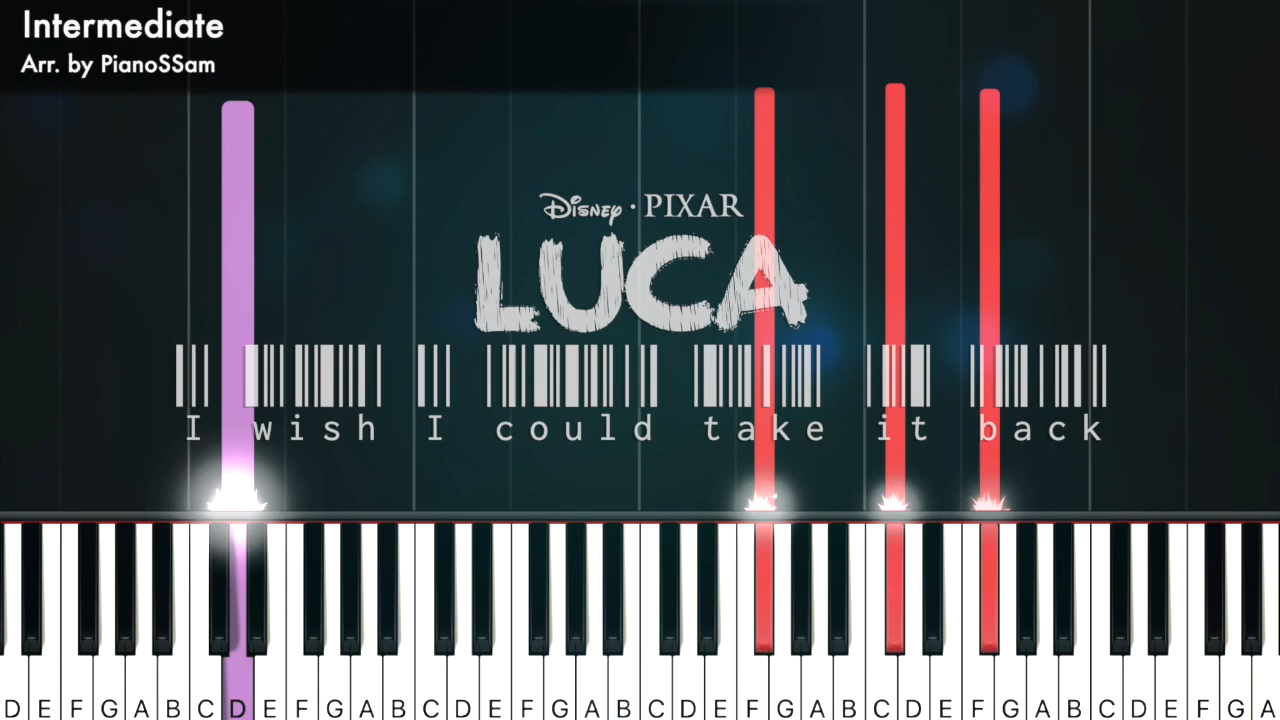 Intermediate
Arr. by PianoSSam
Disney · PIXAR
LUCA
I wish I could take it back
D E F G A B C D E F G A B C D E F G A B C D E F G A B C D E F G A B C D E F G A